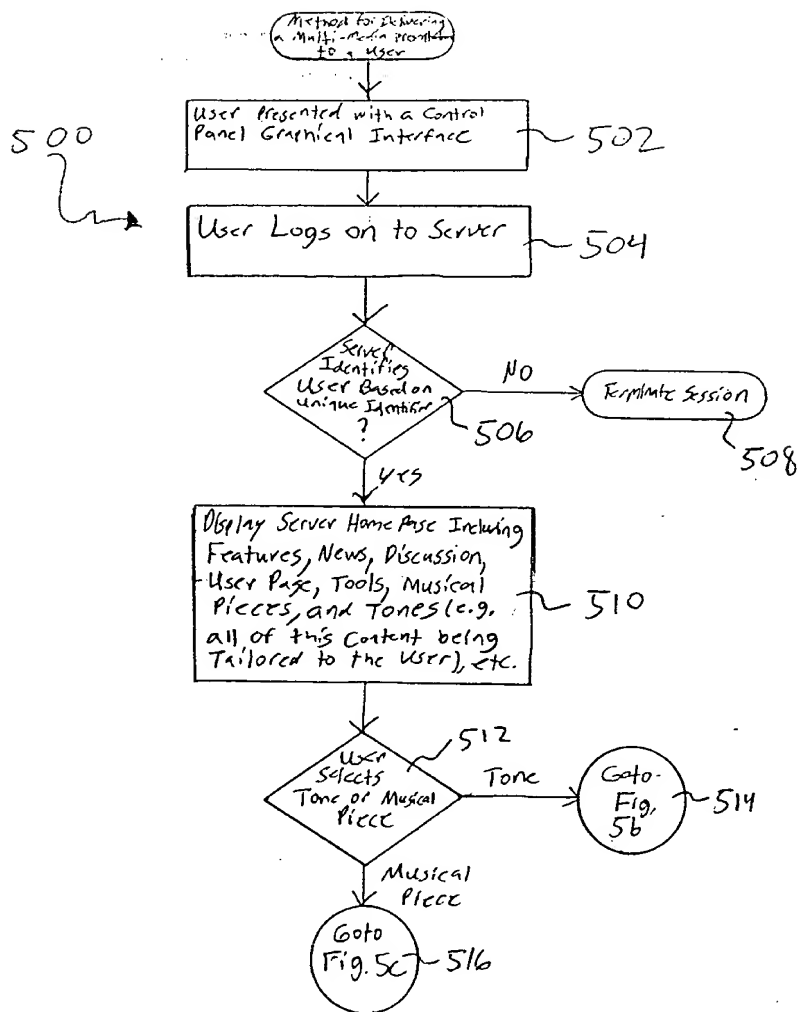 Method for Delivering
a Multi-Media
to a User
500
User Presented with a Control
Panel Graphical Interface
502
User Logs on to Server
504
Server
Identifies
User Based on
Unique Identifier
?
506
NO
Terminate Session
508
Yes
Display Server Home Page Including
Features, News, Discussion,
User Page, Tools, Musical
Pieces, and Tones (e.g.
all of this Content being
Tailored to the User), etc.
510
512
User
Selects
Tone or Musical
Piece
Tone
Goto
Fig.
5b
514
Musical
Piece
Goto
Fig. 5c
516